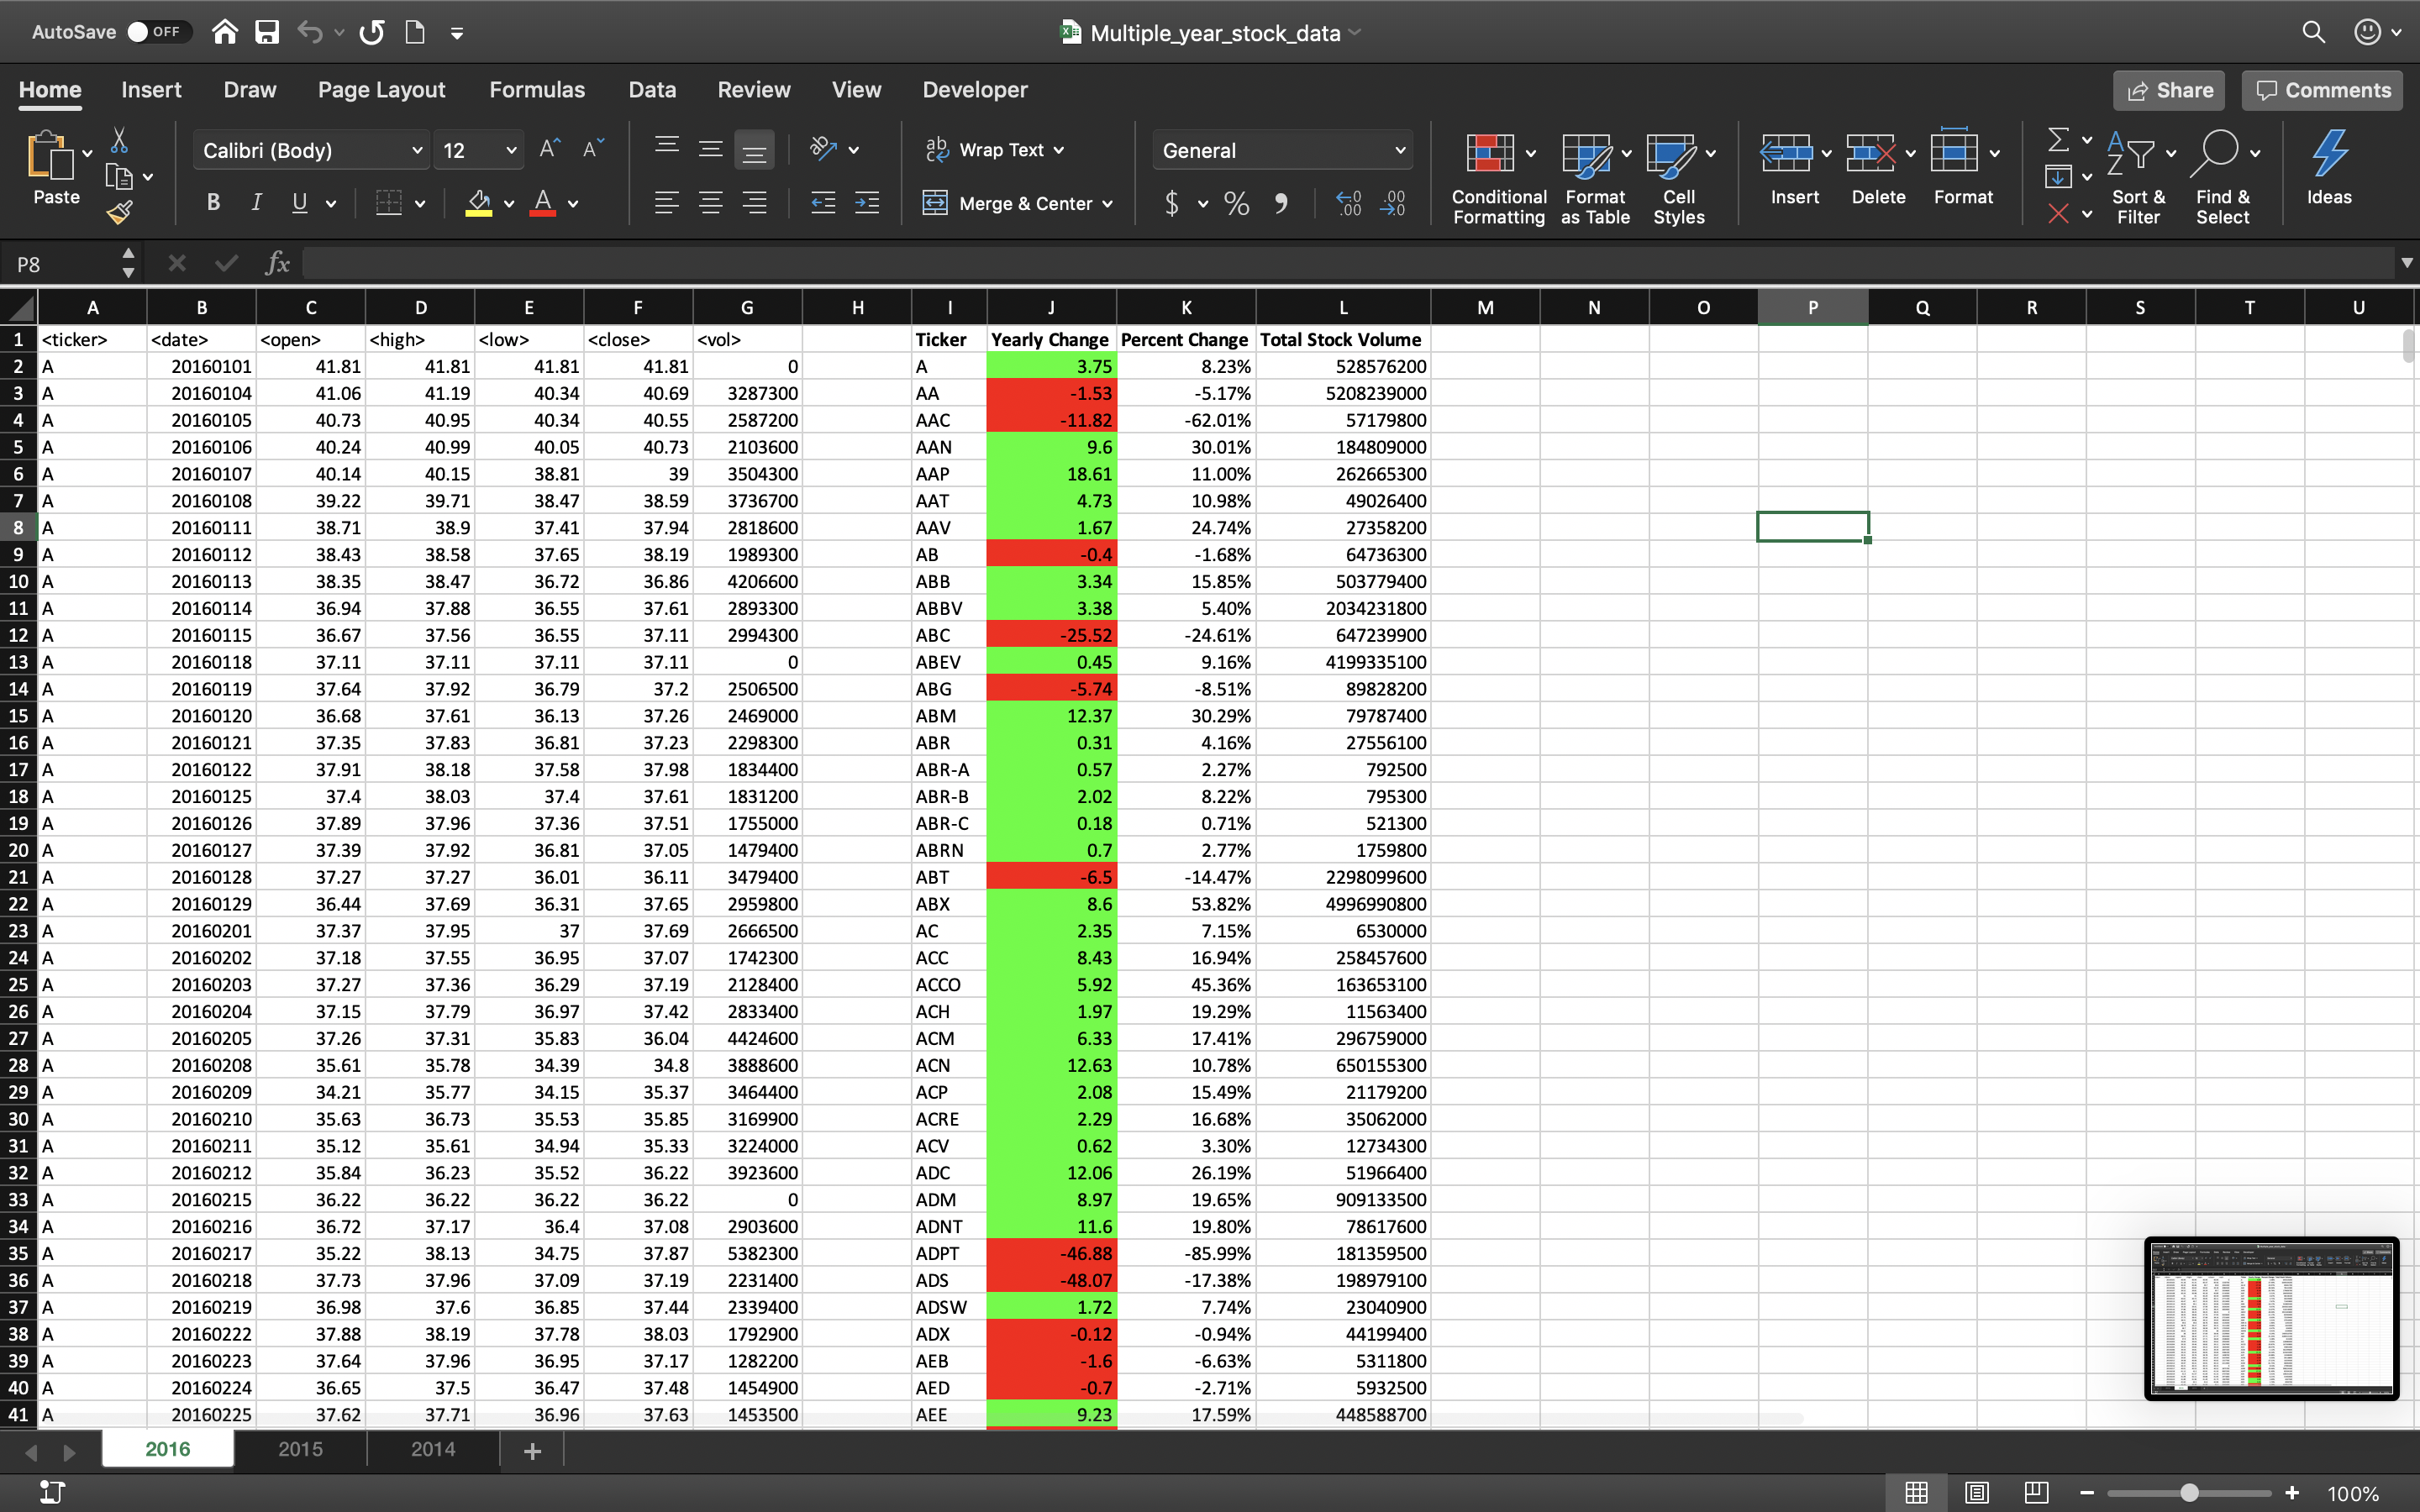 AutoSave OFF Multiple_year_stock_data
Home Insert Draw Page Layout Formulas Data Review View Developer Share Comments
Paste Calibri (Body) 12 Wrap Text General
B I U Merge & Center $ % Conditional Formatting Format as Table Cell Styles Insert Delete Format Sort & Filter Find & Select Ideas
P8 fx
A B C D E F G H I J K L M N O P Q R S T U
1 <ticker> <date> <open> <high> <low> <close> <vol> Ticker Yearly Change Percent Change Total Stock Volume
2 A 20160101 41.81 41.81 41.81 41.81 0 A 3.75 8.23% 528576200
3 A 20160104 41.06 41.19 40.34 40.69 3287300 AA -1.53 -5.17% 5208239000
4 A 20160105 40.73 40.95 40.34 40.55 2587200 AAC -11.82 -62.01% 57179800
5 A 20160106 40.24 40.99 40.05 40.73 2103600 AAN 9.6 30.01% 184809000
6 A 20160107 40.14 40.15 38.81 39 3504300 AAP 18.61 11.00% 262665300
7 A 20160108 39.22 39.71 38.47 38.59 3736700 AAT 4.73 10.98% 49026400
8 A 20160111 38.71 38.9 37.41 37.94 2818600 AAV 1.67 24.74% 27358200
9 A 20160112 38.43 38.58 37.65 38.19 1989300 AB -0.4 -1.68% 64736300
10 A 20160113 38.35 38.47 36.72 36.86 4206600 ABB 3.34 15.85% 503779400
11 A 20160114 36.94 37.88 36.55 37.61 2893300 ABBV 3.38 5.40% 2034231800
12 A 20160115 36.67 37.56 36.55 37.11 2994300 ABC -25.52 -24.61% 647239900
13 A 20160118 37.11 37.11 37.11 37.11 0 ABEV 0.45 9.16% 4199335100
14 A 20160119 37.64 37.92 36.79 37.2 2506500 ABG -5.74 -8.51% 89828200
15 A 20160120 36.68 37.61 36.13 37.26 2469000 ABM 12.37 30.29% 79787400
16 A 20160121 37.35 37.83 36.81 37.23 2298300 ABR 0.31 4.16% 27556100
17 A 20160122 37.91 38.18 37.58 37.98 1834400 ABR-A 0.57 2.27% 792500
18 A 20160125 37.4 38.03 37.4 37.61 1831200 ABR-B 2.02 8.22% 795300
19 A 20160126 37.89 37.96 37.36 37.51 1755000 ABR-C 0.18 0.71% 521300
20 A 20160127 37.39 37.92 36.81 37.05 1479400 ABRN 0.7 2.77% 1759800
21 A 20160128 37.27 37.27 36.01 36.11 3479400 ABT -6.5 -14.47% 2298099600
22 A 20160129 36.44 37.69 36.31 37.65 2959800 ABX 8.6 53.82% 4996990800
23 A 20160201 37.37 37.95 37 37.69 2666500 AC 2.35 7.15% 6530000
24 A 20160202 37.18 37.55 36.95 37.07 1742300 ACC 8.43 16.94% 258457600
25 A 20160203 37.27 37.36 36.29 37.19 2128400 ACCO 5.92 45.36% 163653100
26 A 20160204 37.15 37.79 36.97 37.42 2833400 ACH 1.97 19.29% 11563400
27 A 20160205 37.26 37.31 35.83 36.04 4424600 ACM 6.33 17.41% 296759000
28 A 20160208 35.61 35.78 34.39 34.8 3888600 ACN 12.63 10.78% 650155300
29 A 20160209 34.21 35.77 34.15 35.37 3464400 ACP 2.08 15.49% 21179200
30 A 20160210 35.63 36.73 35.53 35.85 3169900 ACRE 2.29 16.68% 35062000
31 A 20160211 35.12 35.61 34.94 35.33 3224000 ACV 0.62 3.30% 12734300
32 A 20160212 35.84 36.23 35.52 36.22 3923600 ADC 12.06 26.19% 51966400
33 A 20160215 36.22 36.22 36.22 36.22 0 ADM 8.97 19.65% 909133500
34 A 20160216 36.72 37.17 36.4 37.08 2903600 ADNT 11.6 19.80% 78617600
35 A 20160217 35.22 38.13 34.75 37.87 5382300 ADPT -46.88 -85.99% 181359500
36 A 20160218 37.73 37.96 37.09 37.19 2231400 ADS -48.07 -17.38% 198979100
37 A 20160219 36.98 37.6 36.85 37.44 2339400 ADSW 1.72 7.74% 23040900
38 A 20160222 37.88 38.19 37.78 38.03 1792900 ADX -0.12 -0.94% 44199400
39 A 20160223 37.64 37.96 36.95 37.17 1282200 AEB -1.6 -6.63% 5311800
40 A 20160224 36.65 37.5 36.47 37.48 1454900 AED -0.7 -2.71% 5932500
41 A 20160225 37.62 37.71 36.96 37.63 1453500 AEE 9.23 17.59% 448588700
2016 2015 2014 +
100%